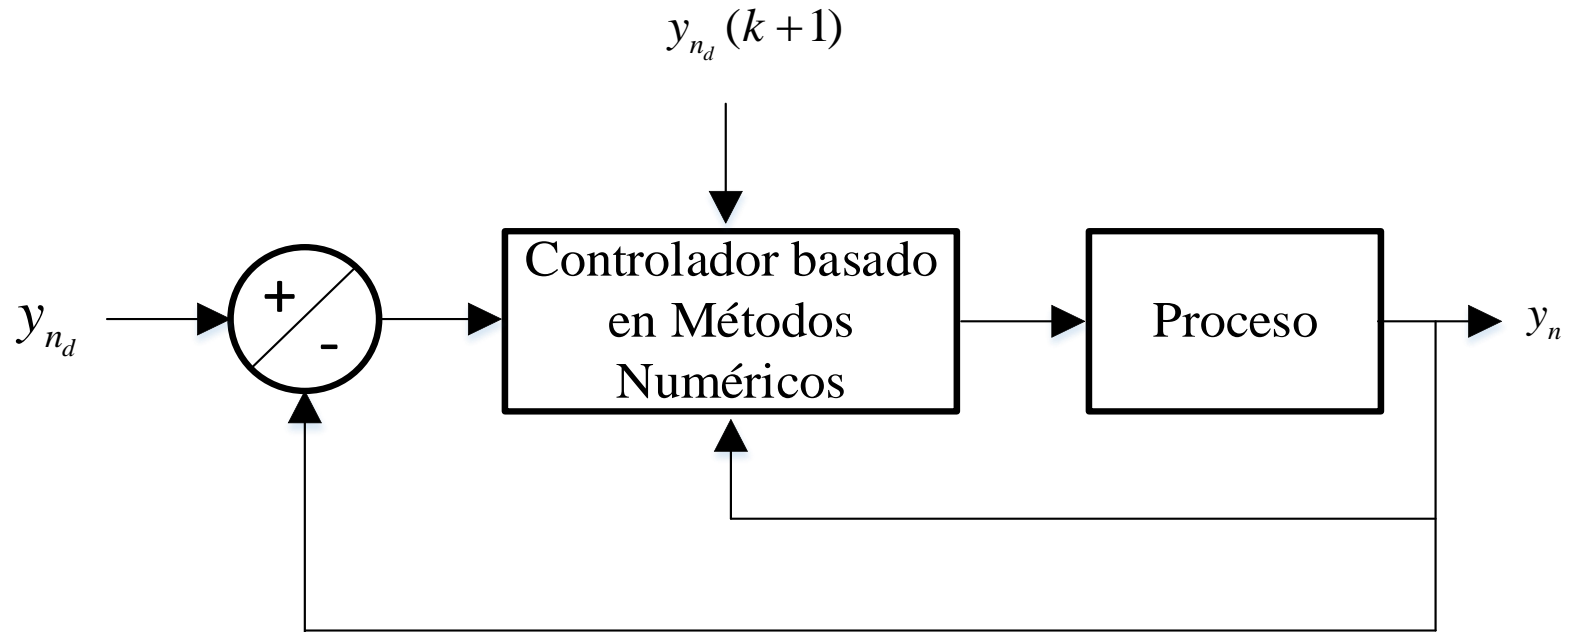 y_{n_d}(k+1)
y_{n_d}
+
-
Controlador basado
en Métodos
Numéricos
Proceso
y_n